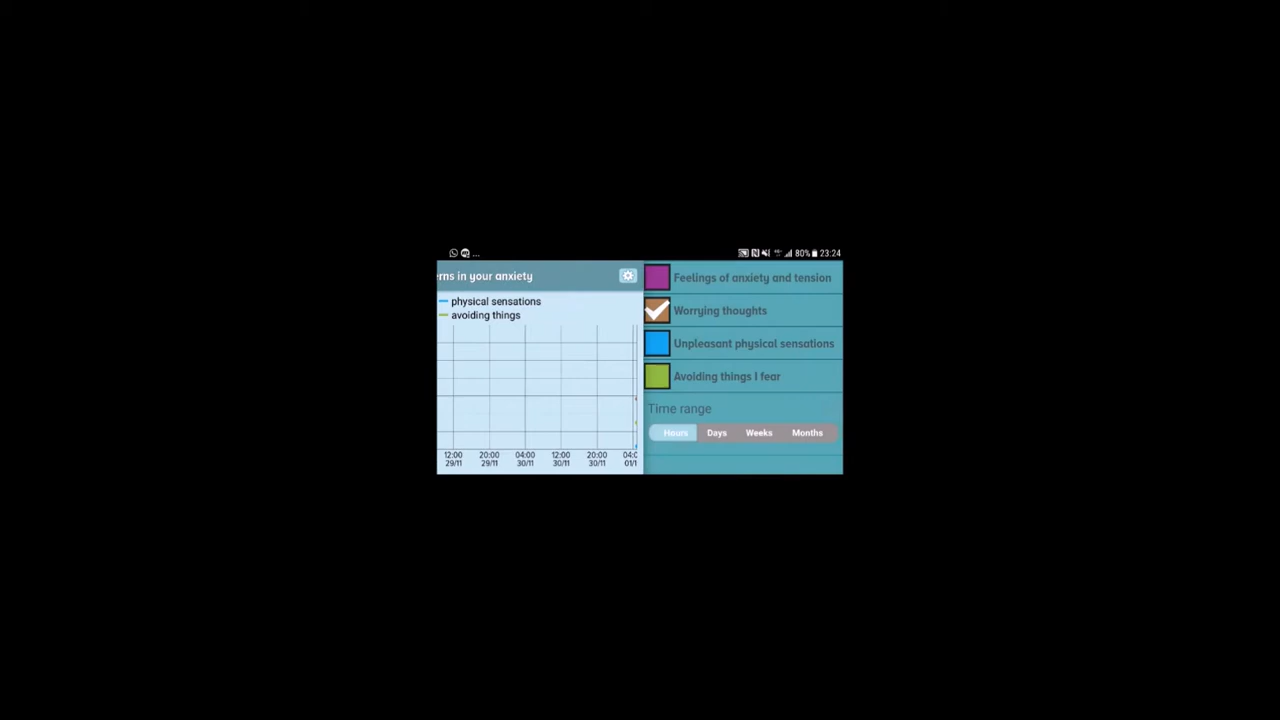 ...
80% 23:24
erns in your anxiety
physical sensations
avoiding things
12:00 20:00 04:00 12:00 20:00 04:0
29/11 29/11 30/11 30/11 30/11 01/1
Feelings of anxiety and tension
Worrying thoughts
Unpleasant physical sensations
Avoiding things I fear
Time range
Hours Days Weeks Months